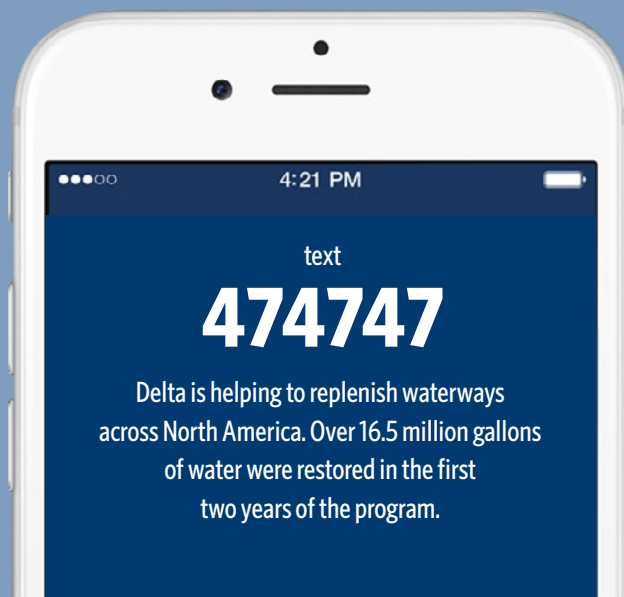 4:21 PM
text
474747
Delta is helping to replenish waterways
across North America. Over 16.5 million gallons
of water were restored in the first
two years of the program.